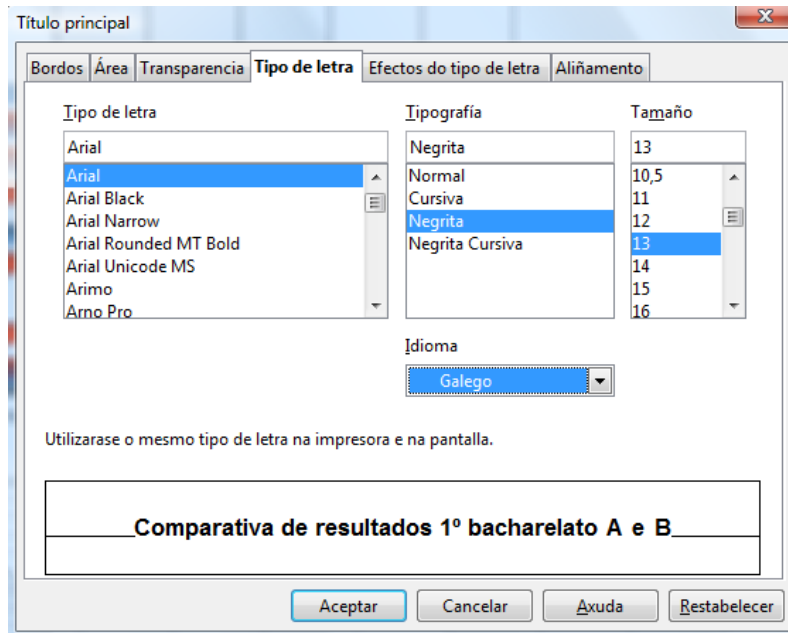 Título principal
Bordos Área Transparencia Tipo de letra Efectos do tipo de letra Aliñamento
Tipo de letra Tipografía Tamaño
Arial Negrita 13
Arial Normal 10,5
Arial Black Cursiva 11
Arial Narrow Negrita 12
Arial Rounded MT Bold Negrita Cursiva 13
Arial Unicode MS 14
Arimo 15
Arno Pro 16
Idioma
Galego
Utilizarase o mesmo tipo de letra na impresora e na pantalla.
Comparativa de resultados 1º bacharelato A e B
Aceptar Cancelar Axuda Restabelecer